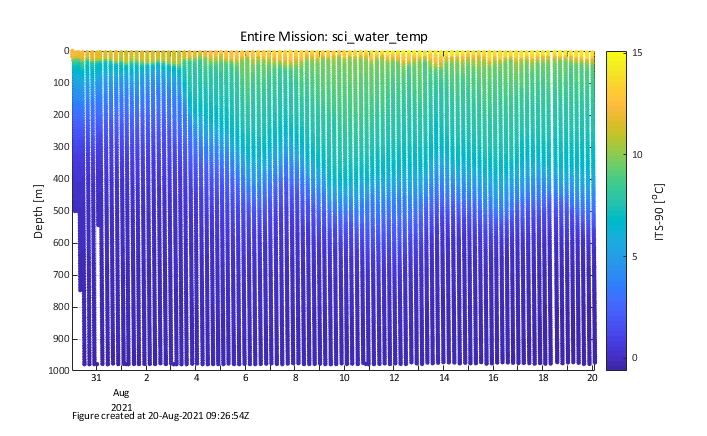 Entire Mission: sci_water_temp
0
100
200
300
400
500
600
700
800
900
1000
Depth [m]
31 2 4 6 8 10 12 14 16 18 20
Aug
2021
Figure created at 20-Aug-2021 09:26:54Z
15
10
5
0
ITS-90 [°C]